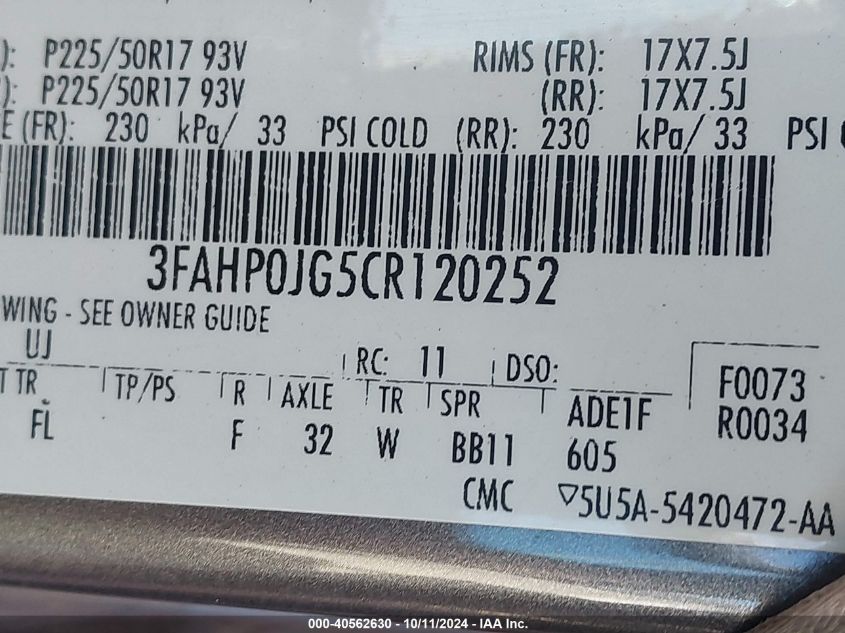 ): P225/50R17 93V RIMS (FR): 17X7.5J
): P225/50R17 93V (RR): 17X7.5J
E (FR): 230 kPa/ 33 PSI COLD (RR): 230 kPa/ 33 PSI
3FAHP0JG5CR120252
WING - SEE OWNER GUIDE
UJ RC: 11 DSO:
T TR TP/PS R AXLE TR SPR ADE1F F0073
FL F 32 W BB11 605 R0034
CMC ▽5U5A-5420472-AA
000-40562630 - 10/11/2024 - IAA Inc.